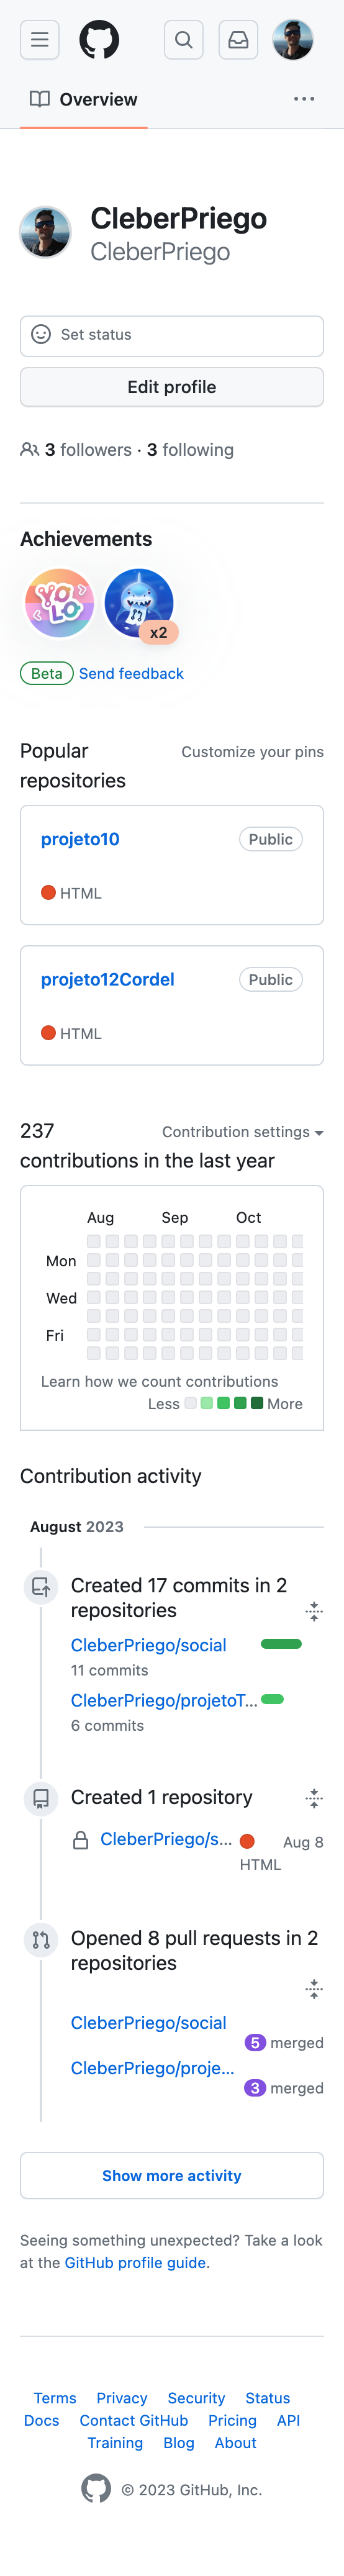 Overview
CleberPriego
CleberPriego
Set status
Edit profile
3 followers · 3 following
Achievements
YOLO
x2
Beta Send feedback
Popular repositories
Customize your pins
projeto10 Public
HTML
projeto12Cordel Public
HTML
237 contributions in the last year
Contribution settings
Aug Sep Oct
Mon
Wed
Fri
Learn how we count contributions
Less More
Contribution activity
August 2023
Created 17 commits in 2
repositories
CleberPriego/social
11 commits
CleberPriego/projetoT...
6 commits
Created 1 repository
CleberPriego/s... HTML Aug 8
Opened 8 pull requests in 2
repositories
CleberPriego/social
5 merged
CleberPriego/proje...
3 merged
Show more activity
Seeing something unexpected? Take a look
at the GitHub profile guide.
Terms Privacy Security Status
Docs Contact GitHub Pricing API
Training Blog About
© 2023 GitHub, Inc.